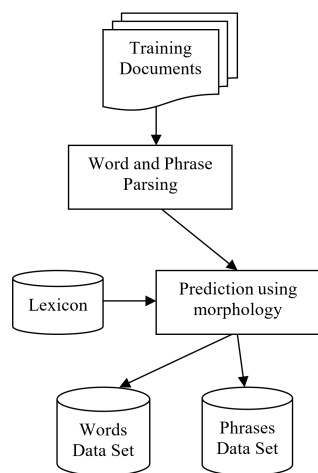 Training
Documents
Word and Phrase
Parsing
Lexicon
Prediction using
morphology
Words
Data Set
Phrases
Data Set